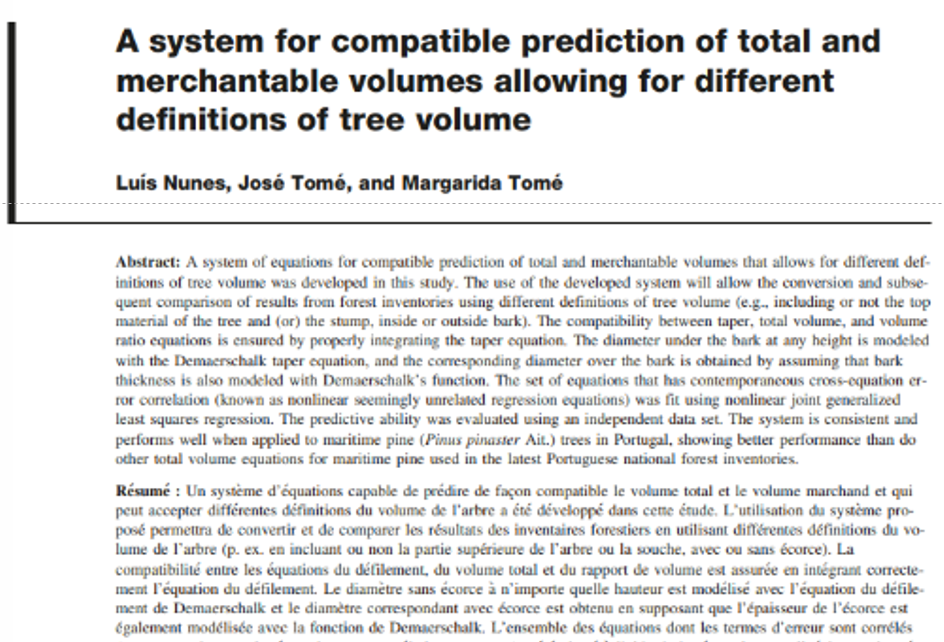 A system for compatible prediction of total and
merchantable volumes allowing for different
definitions of tree volume
Luís Nunes, José Tomé, and Margarida Tomé
Abstract: A system of equations for compatible prediction of total and merchantable volumes that allows for different def-
initions of tree volume was developed in this study. The use of the developed system will allow the conversion and subse-
quent comparison of results from forest inventories using different definitions of tree volume (e.g., including or not the top
material of the tree and (or) the stump, inside or outside bark). The compatibility between taper, total volume, and volume
ratio equations is ensured by properly integrating the taper equation. The diameter under the bark at any height is modeled
with the Demaerschalk taper equation, and the corresponding diameter over the bark is obtained by assuming that bark
thickness is also modeled with Demaerschalk's function. The set of equations that has contemporaneous cross-equation er-
ror correlation (known as nonlinear seemingly unrelated regression equations) was fit using nonlinear joint generalized
least squares regression. The predictive ability was evaluated using an independent data set. The system is consistent and
performs well when applied to maritime pine (Pinus pinaster Ait.) trees in Portugal, showing better performance than do
other total volume equations for maritime pine used in the latest Portuguese national forest inventories.
Résumé : Un système d'équations capable de prédire de façon compatible le volume total et le volume marchand et qui
peut accepter différentes définitions du volume de l'arbre a été développé dans cette étude. L'utilisation du système pro-
posé permettra de convertir et de comparer les résultats des inventaires forestiers en utilisant différentes définitions du vo-
lume de l'arbre (p. ex. en incluant ou non la partie supérieure de l'arbre ou la souche, avec ou sans écorce). La
compatibilité entre les équations du défilement, du volume total et du rapport de volume est assurée en intégrant correcte-
ment l'équation du défilement. Le diamètre sans écorce à n'importe quelle hauteur est modélisé avec l'équation du défile-
ment de Demaerschalk et le diamètre correspondant avec écorce est obtenu en supposant que l'épaisseur de l'écorce est
également modélisée avec la fonction de Demaerschalk. L'ensemble des équations dont les termes d'erreur sont corrélés